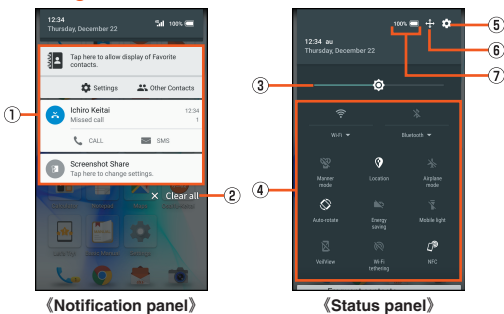 12:34
Thursday, December 22
100%
Tap here to allow display of Favorite
contacts.
Settings
Other Contacts
①
Ichiro Keitai
12:34
Missed call
1
CALL
SMS
Screenshot Share
Tap here to change settings.
Clear all
②
《Notification panel》
100%
⑤
⑥
⑦
12:34 au
Thursday, December 22
③
④
Wi-Fi
Bluetooth
Manner
mode
Location
Airplane
mode
Auto-rotate
Energy
saving
Mobile light
VeilView
Wi-Fi
tethering
NFC
《Status panel》